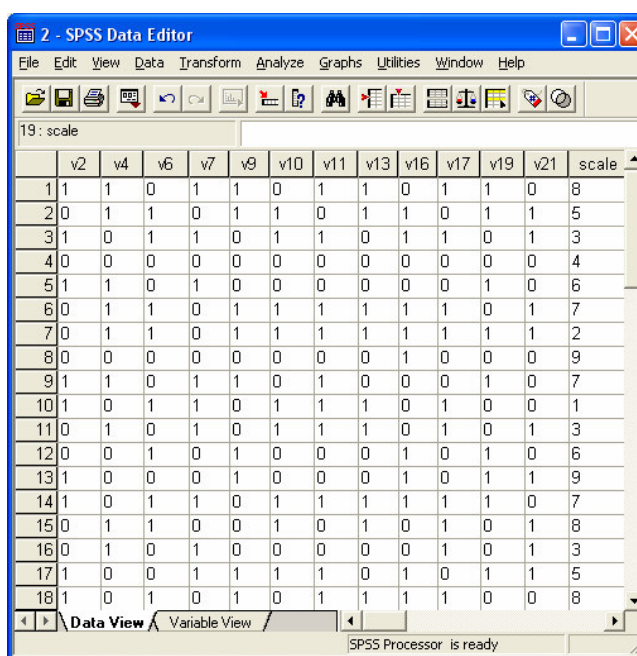 2 - SPSS Data Editor
File Edit View Data Transform Analyze Graphs Utilities Window Help
19 : scale
v2 v4 v6 v7 v9 v10 v11 v13 v16 v17 v19 v21 scale
1 1 1 0 1 1 0 1 1 0 1 1 0 8
2 0 1 1 0 1 1 0 1 1 0 1 1 5
3 1 0 1 1 0 1 1 0 1 1 0 1 3
4 0 0 0 0 0 0 0 0 0 0 0 0 4
5 1 1 0 1 0 0 0 0 0 0 1 0 6
6 0 1 1 0 1 1 1 1 1 1 0 1 7
7 0 1 1 0 1 1 1 1 1 1 1 1 2
8 0 0 0 0 0 0 0 0 1 0 0 0 9
9 1 1 0 1 1 0 1 0 0 0 1 0 7
10 1 0 1 1 0 1 1 1 0 1 0 0 1
11 0 1 0 1 0 1 1 1 0 1 0 1 3
12 0 0 1 0 1 0 0 0 1 0 1 0 6
13 1 0 0 1 0 0 0 1 1 0 1 1 9
14 1 0 1 1 0 1 1 1 1 1 1 0 7
15 0 1 1 0 0 1 0 1 0 1 0 1 8
16 0 1 0 1 0 0 0 0 0 1 0 1 3
17 1 0 0 1 1 1 1 0 1 0 1 1 5
18 1 0 1 0 1 0 1 1 1 1 0 0 8
Data View Variable View
SPSS Processor is ready